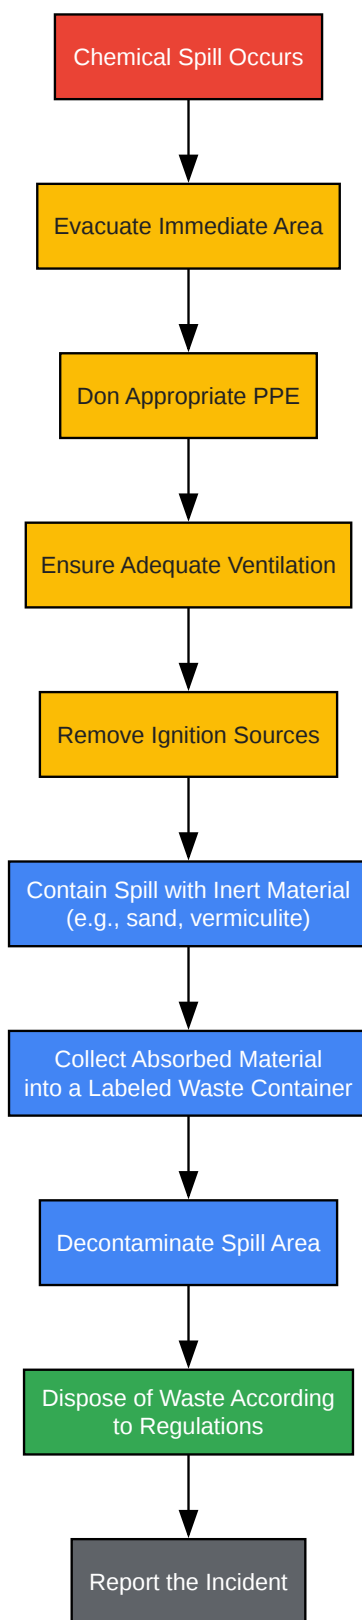 Chemical Spill Occurs
Evacuate Immediate Area
Don Appropriate PPE
Ensure Adequate Ventilation
Remove Ignition Sources
Contain Spill with Inert Material
(e.g., sand, vermiculite)
Collect Absorbed Material
into a Labeled Waste Container
Decontaminate Spill Area
Dispose of Waste According
to Regulations
Report the Incident